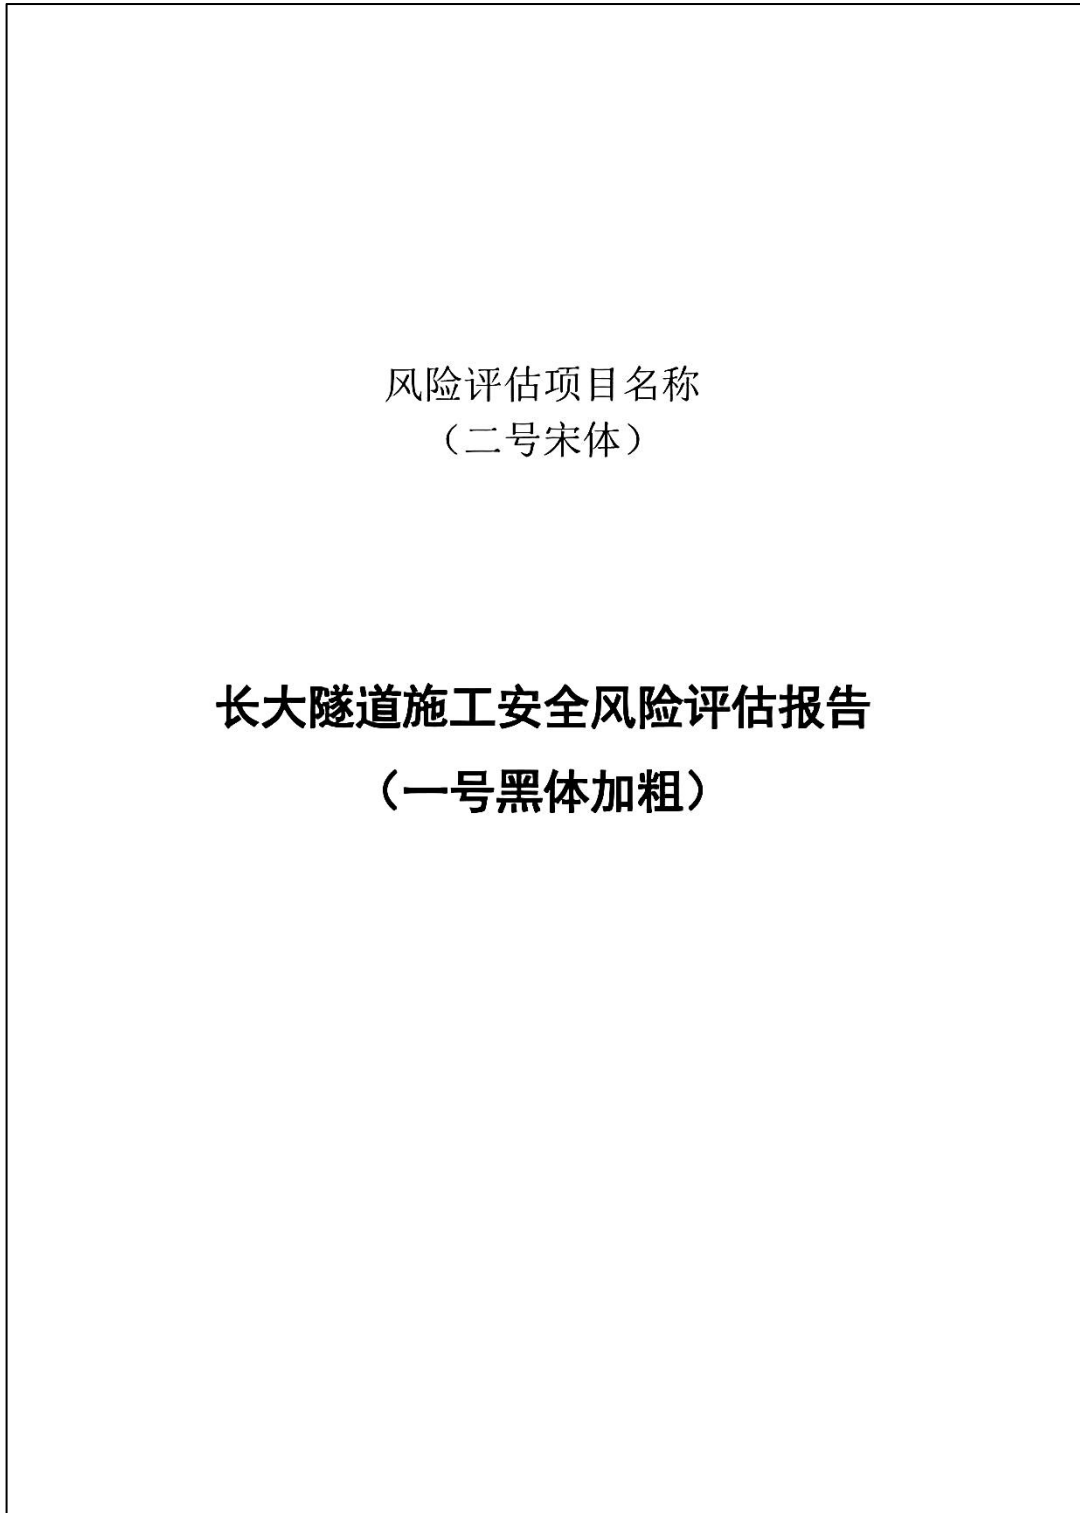 风险评估项目名称
（二号宋体）
长大隧道施工安全风险评估报告
（一号黑体加粗）